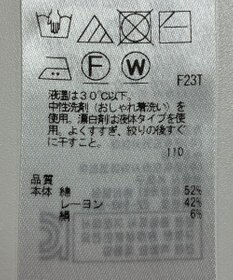 F W
F23T
液温は30℃以下。
中性洗剤(おしゃれ着洗い)を
使用。漂白剤は液体タイプを使
用。よくすすぎ、絞りの後すぐ
に干すこと。
110
品質
本体 綿 52%
レーヨン 42%
絹 6%